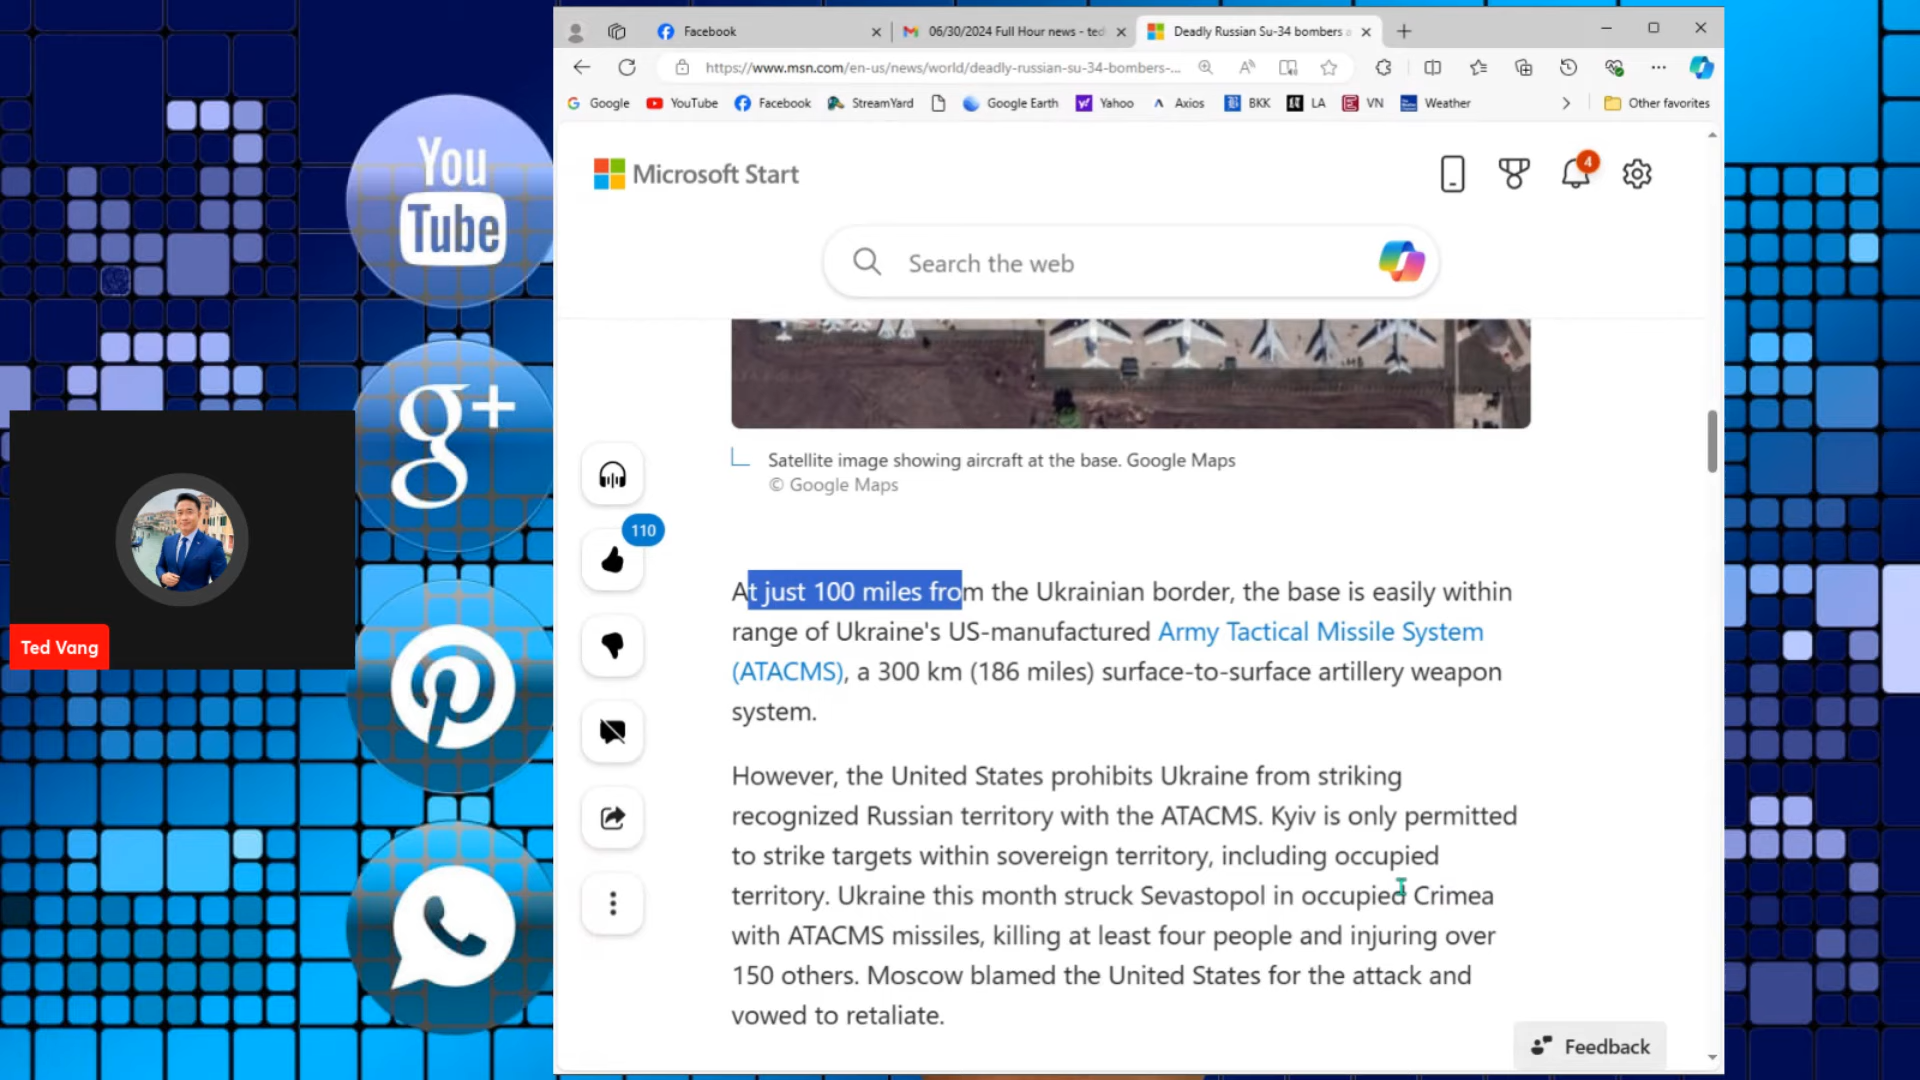 Facebook
06/30/2024 Full Hour news - ted
Deadly Russian Su-34 bombers a
https://www.msn.com/en-us/news/world/deadly-russian-su-34-bombers-...
Google
YouTube
Facebook
StreamYard
Google Earth
Yahoo
Axios
BKK
LA
VN
Weather
Other favorites
Microsoft Start
4
Search the web
Satellite image showing aircraft at the base. Google Maps
© Google Maps
110
At just 100 miles from the Ukrainian border, the base is easily within
range of Ukraine's US-manufactured Army Tactical Missile System
(ATACMS), a 300 km (186 miles) surface-to-surface artillery weapon
system.
However, the United States prohibits Ukraine from striking
recognized Russian territory with the ATACMS. Kyiv is only permitted
to strike targets within sovereign territory, including occupied
territory. Ukraine this month struck Sevastopol in occupied Crimea
with ATACMS missiles, killing at least four people and injuring over
150 others. Moscow blamed the United States for the attack and
vowed to retaliate.
Feedback
You
Tube
g+
Ted Vang